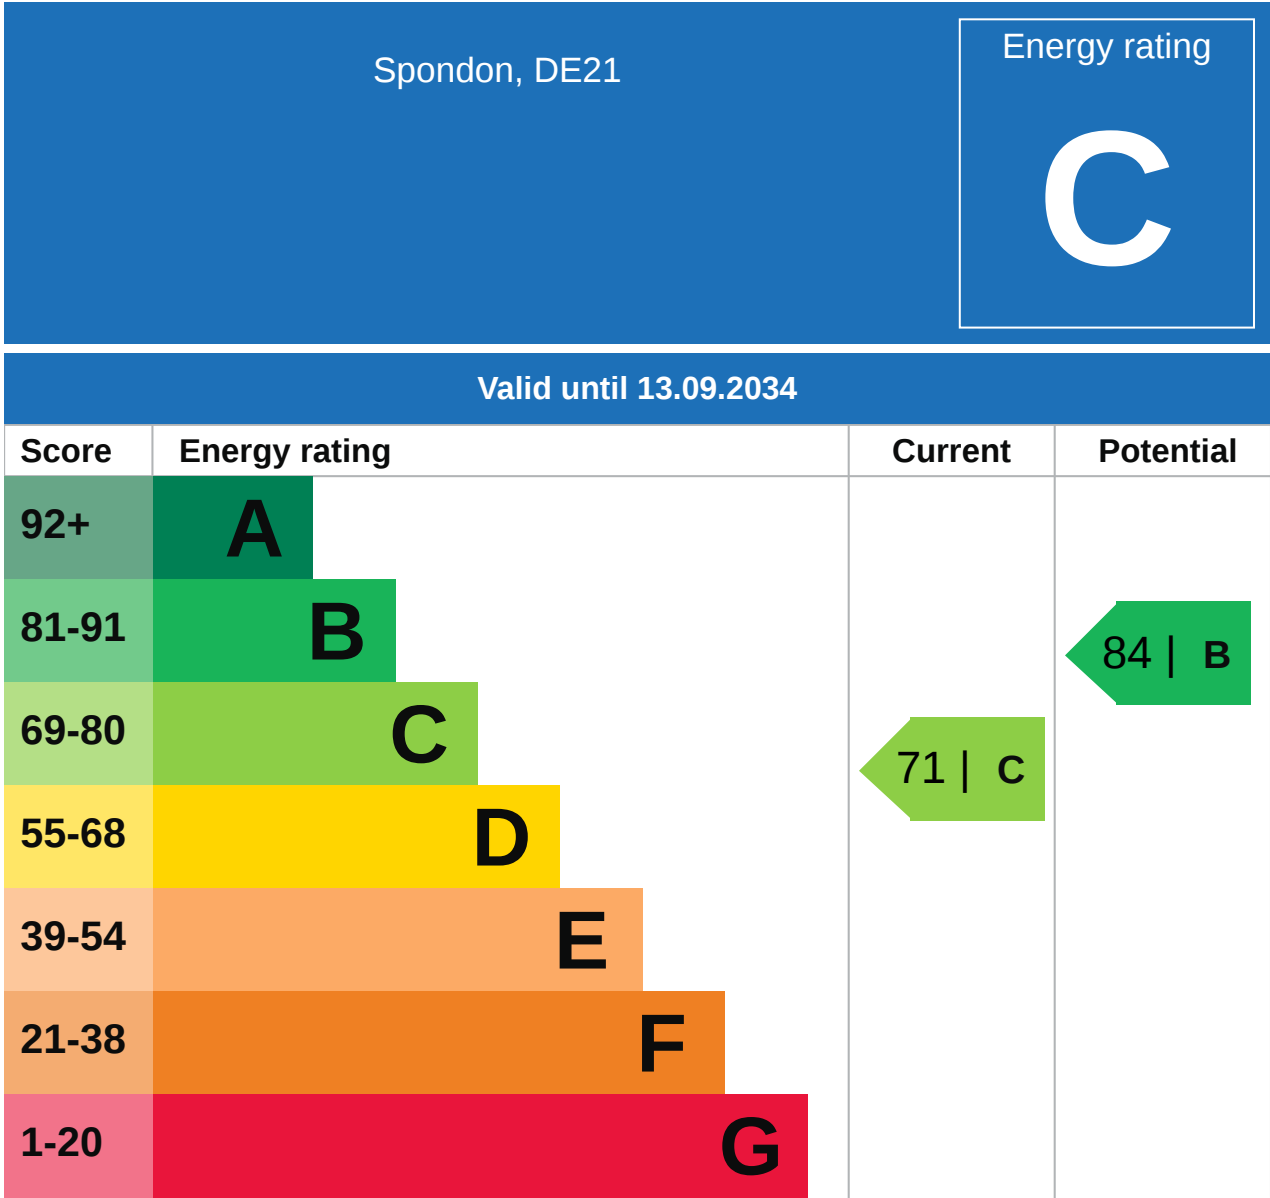 Spondon, DE21
Energy rating
C
Valid until 13.09.2034
Score Energy rating Current Potential
92+ A
81-91 B
84 | B
69-80 C
71 | C
55-68 D
39-54 E
21-38 F
1-20 G